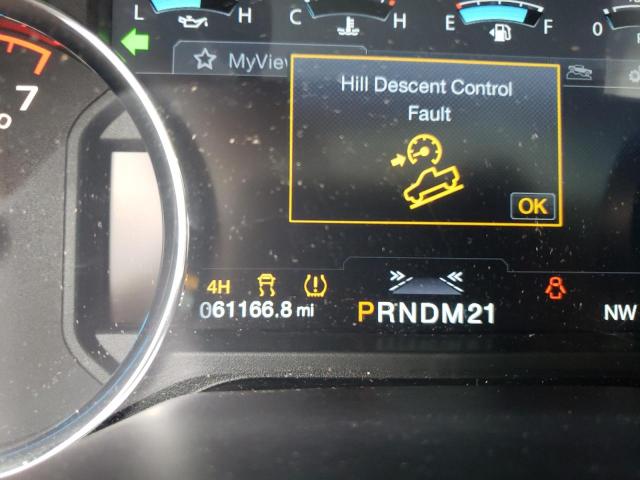 L H C H E F 0
7
MyView
Hill Descent Control
Fault
OK
4H
061166.8 mi
PRNDM21
NW